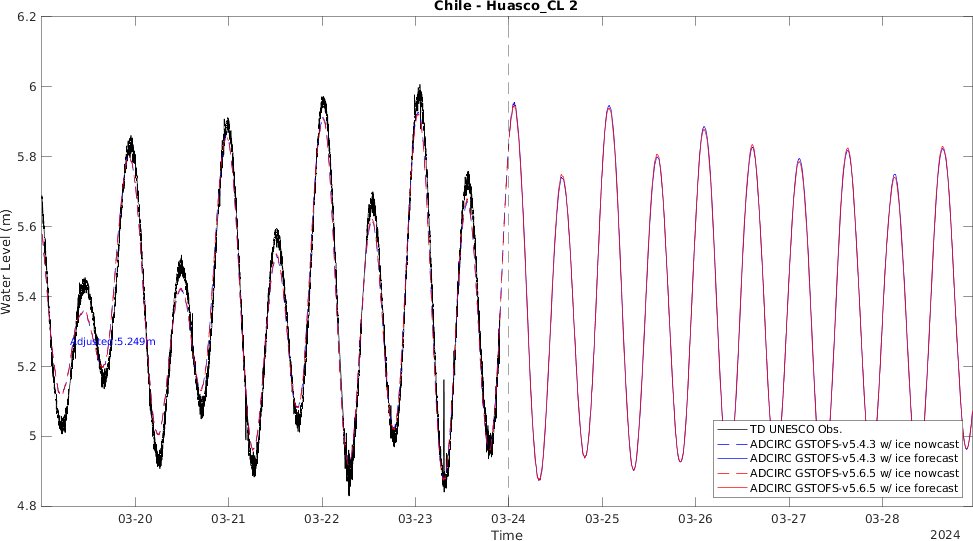 Chile - Huasco_CL 2
6.2
6
5.8
5.6
5.4
5.2
5
4.8
Water Level (m)
Adjusted:5.249m
TD UNESCO Obs.
ADCIRC GSTOFS-v5.4.3 w/ ice nowcast
ADCIRC GSTOFS-v5.4.3 w/ ice forecast
ADCIRC GSTOFS-v5.6.5 w/ ice nowcast
ADCIRC GSTOFS-v5.6.5 w/ ice forecast
03-20 03-21 03-22 03-23 03-24 03-25 03-26 03-27 03-28
Time
2024